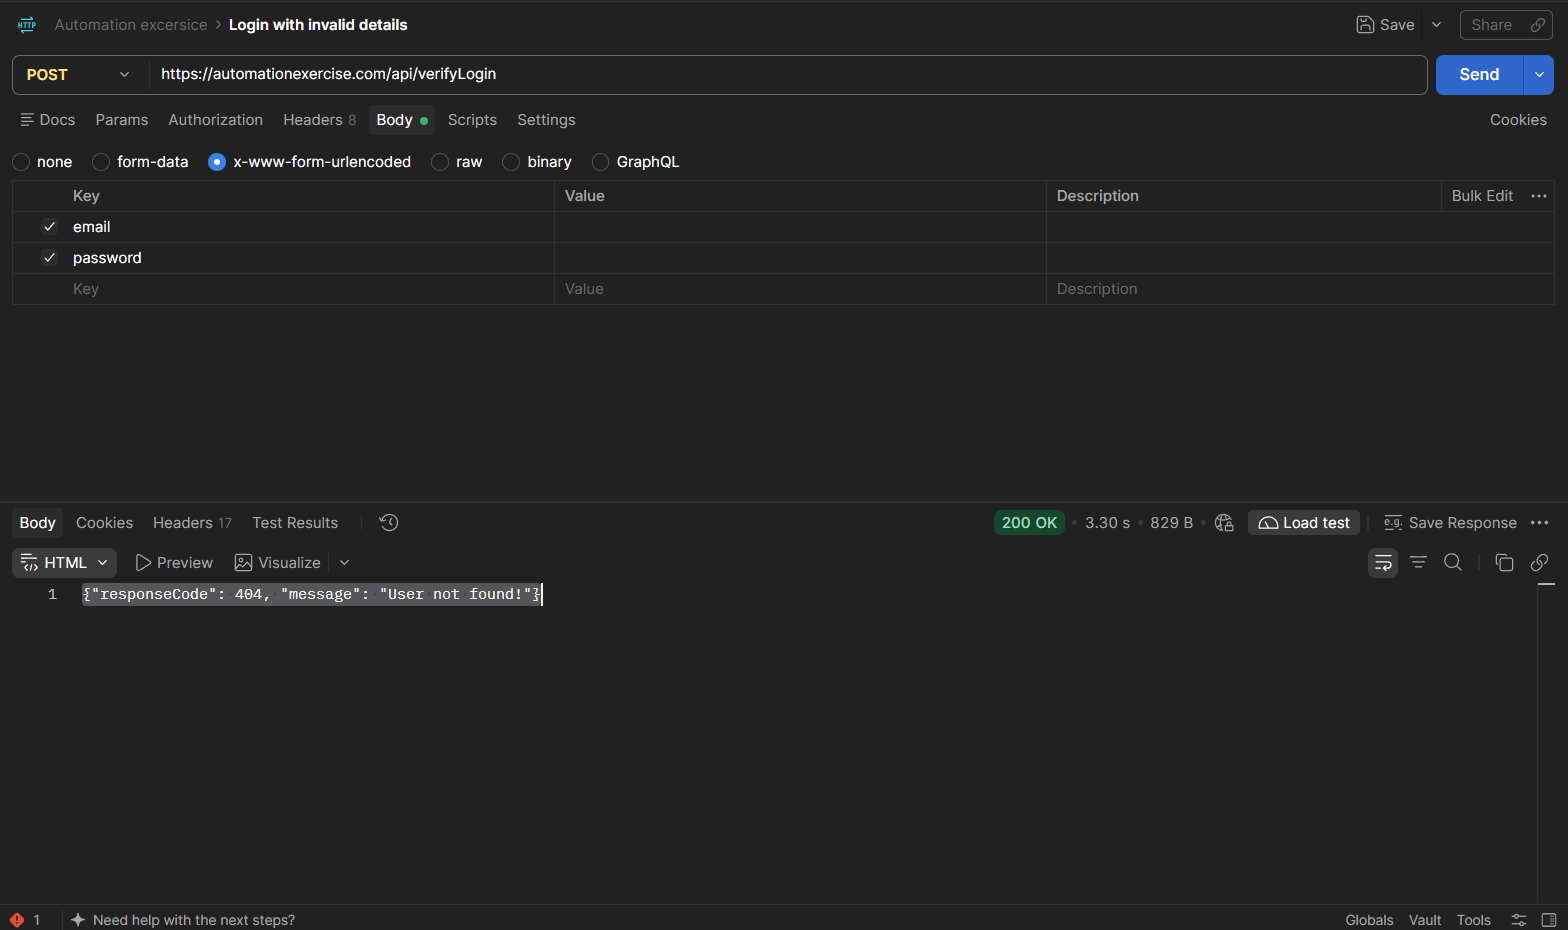 HTTP Automation excersice > Login with invalid details Save Share
POST https://automationexercise.com/api/verifyLogin Send
Docs Params Authorization Headers 8 Body Scripts Settings Cookies
none form-data x-www-form-urlencoded raw binary GraphQL
Key Value Description Bulk Edit ...
email
password
Key Value Description
Body Cookies Headers 17 Test Results 200 OK • 3.30 s • 829 B • Load test e.g. Save Response ...
HTML Preview Visualize
1 {"responseCode": 404, "message": "User not found!"}
1 Need help with the next steps? Globals Vault Tools